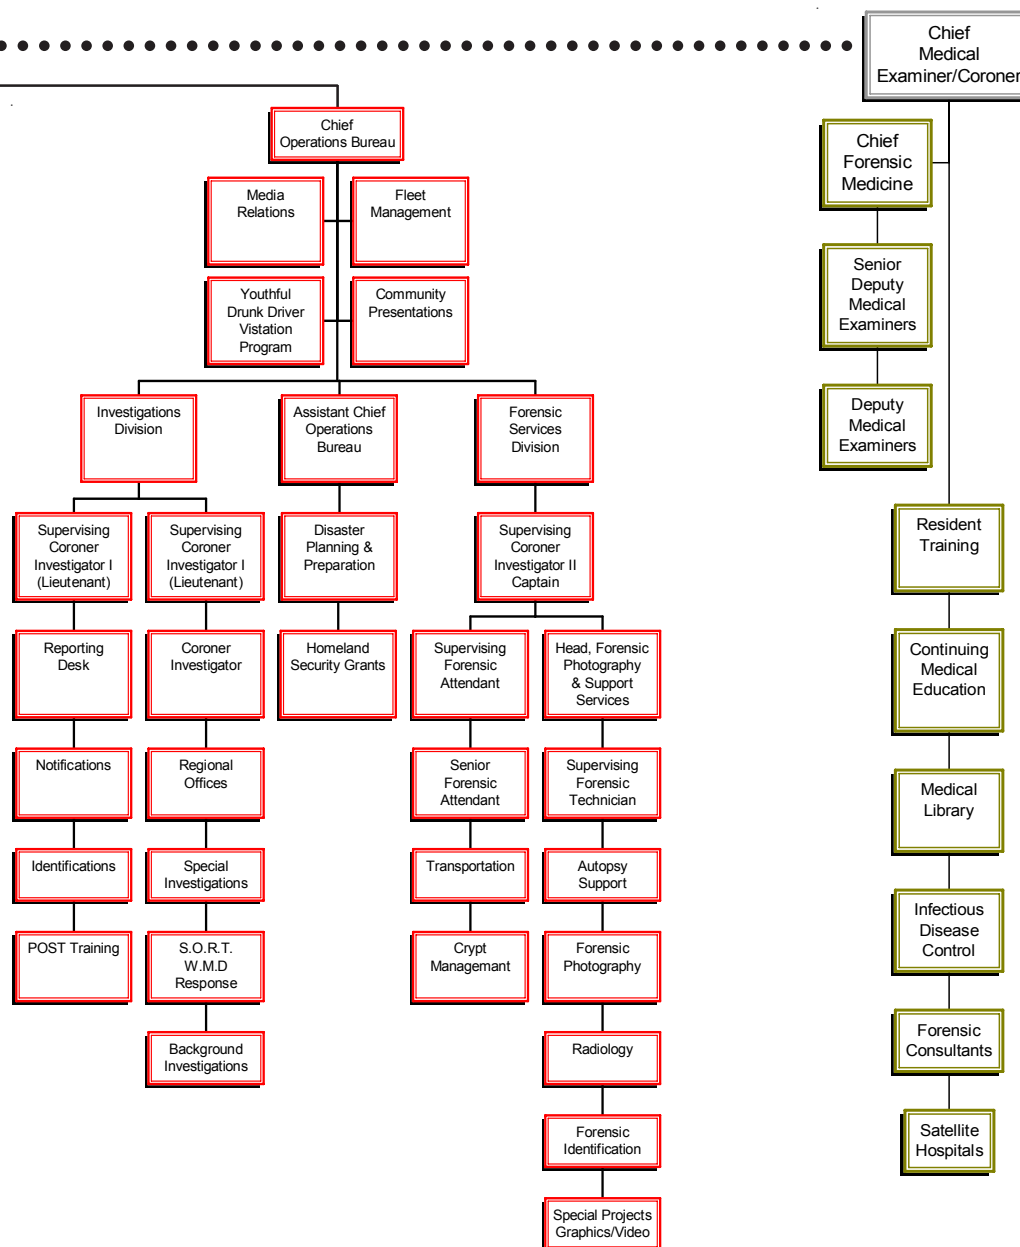 Chief
Medical
Examiner/Coroner
Chief
Operations Bureau
Chief
Forensic
Medicine
Media
Relations
Fleet
Management
Youthful
Drunk Driver
Vistation
Program
Community
Presentations
Senior
Deputy
Medical
Examiners
Deputy
Medical
Examiners
Investigations
Division
Assistant Chief
Operations
Bureau
Forensic
Services
Division
Supervising
Coroner
Investigator I
(Lieutenant)
Supervising
Coroner
Investigator I
(Lieutenant)
Disaster
Planning &
Preparation
Supervising
Coroner
Investigator II
Captain
Resident
Training
Reporting
Desk
Coroner
Investigator
Homeland
Security Grants
Supervising
Forensic
Attendant
Head, Forensic
Photography
& Support
Services
Continuing
Medical
Education
Notifications
Regional
Offices
Senior
Forensic
Attendant
Supervising
Forensic
Technician
Medical
Library
Identifications
Special
Investigations
Transportation
Autopsy
Support
Infectious
Disease
Control
POST Training
S.O.R.T.
W.M.D
Response
Crypt
Managemant
Forensic
Photography
Forensic
Consultants
Background
Investigations
Radiology
Satellite
Hospitals
Forensic
Identification
Special Projects
Graphics/Video